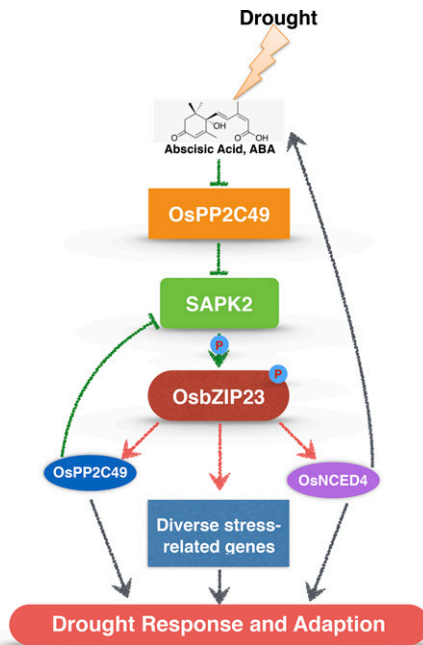 Drought
O
OH
O
OH
Abscisic Acid, ABA
OsPP2C49
SAPK2
P
P
OsbZIP23
OsPP2C49
OsNCED4
Diverse stress-
related genes
Drought Response and Adaption